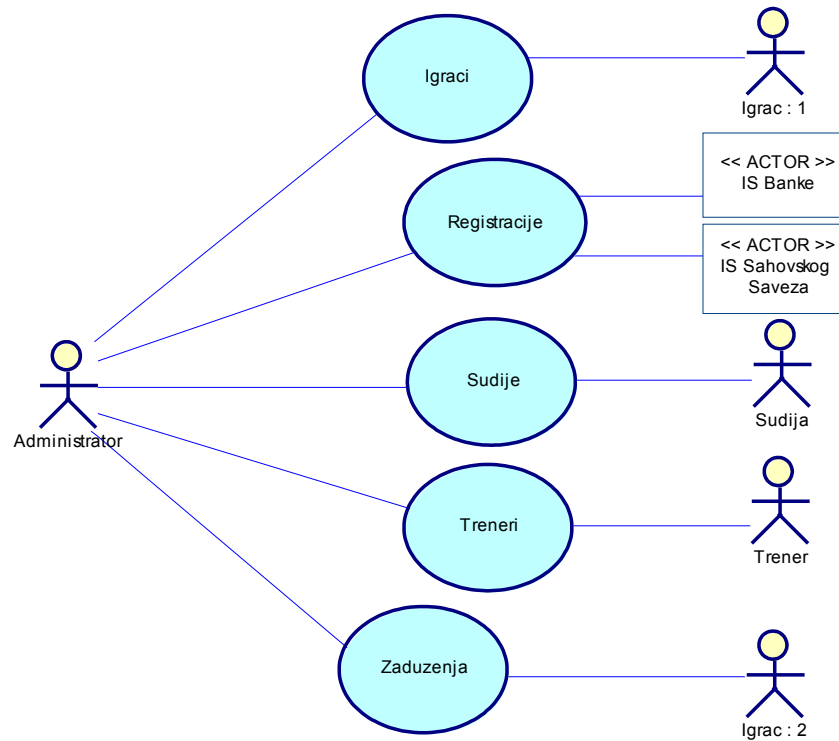 Igraci
Igrac : 1
<< ACTOR >>
IS Banke
Registracije
<< ACTOR >>
IS Sahovskog
Saveza
Sudije
Sudija
Administrator
Treneri
Trener
Zaduzenja
Igrac : 2